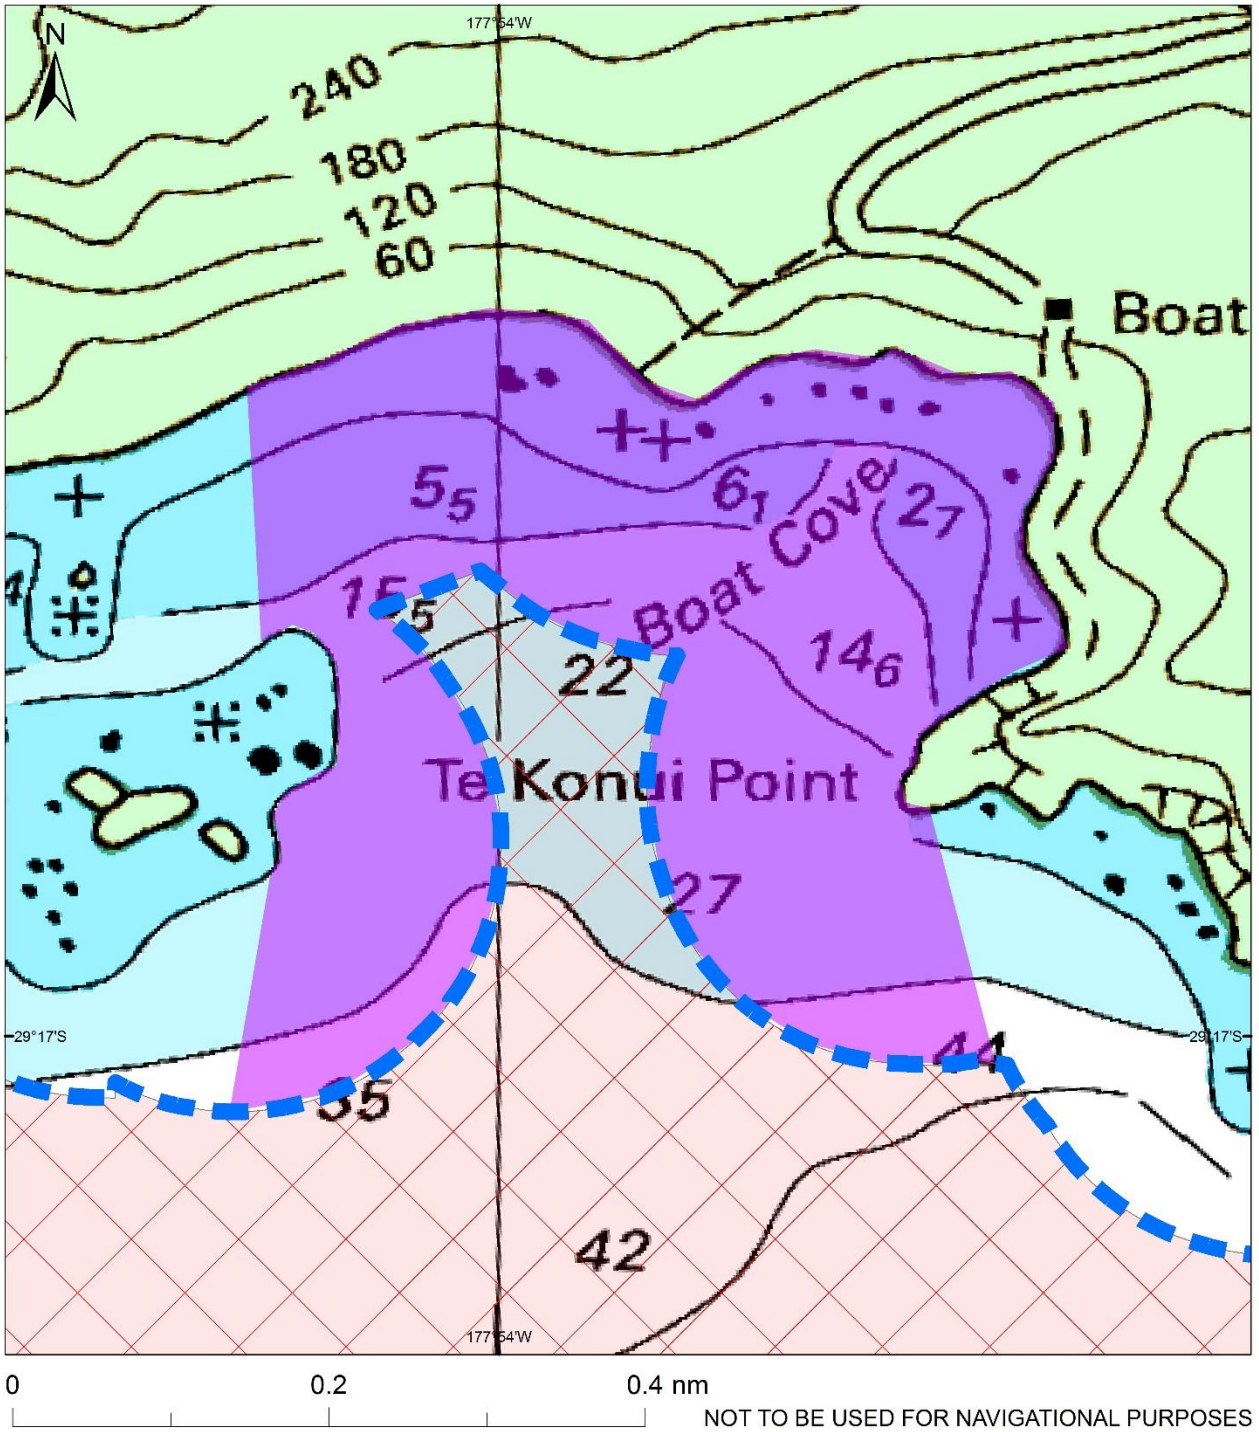 177°54'W
N
240
180
120
60
Boat
5₅
6₁
2₇
Boat Cove
15₅
14₆
22
Te Konui Point
27
29°17'S
29°17'S
44
35
42
177°54'W
0 0.2 0.4 nm
NOT TO BE USED FOR NAVIGATIONAL PURPOSES